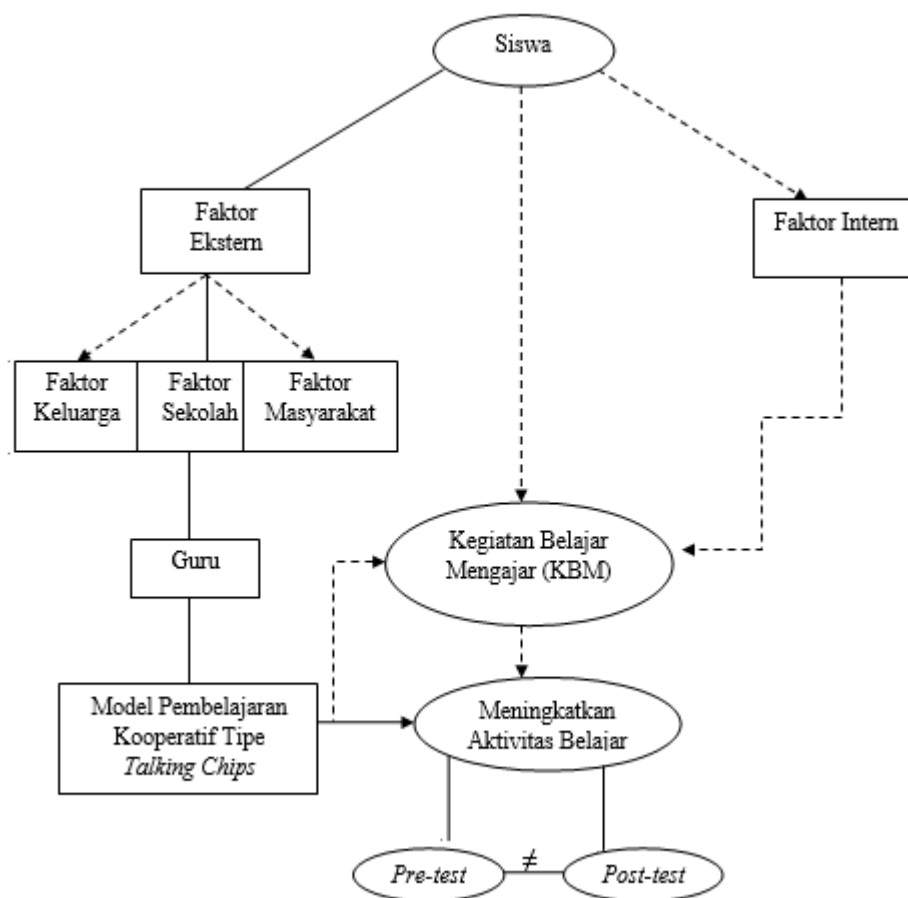 Siswa
Faktor
Ekstern
Faktor Intern
Faktor
Keluarga
Faktor
Sekolah
Faktor
Masyarakat
Kegiatan Belajar
Mengajar (KBM)
Guru
Model Pembelajaran
Kooperatif Tipe
Talking Chips
Meningkatkan
Aktivitas Belajar
Pre-test
≠
Post-test